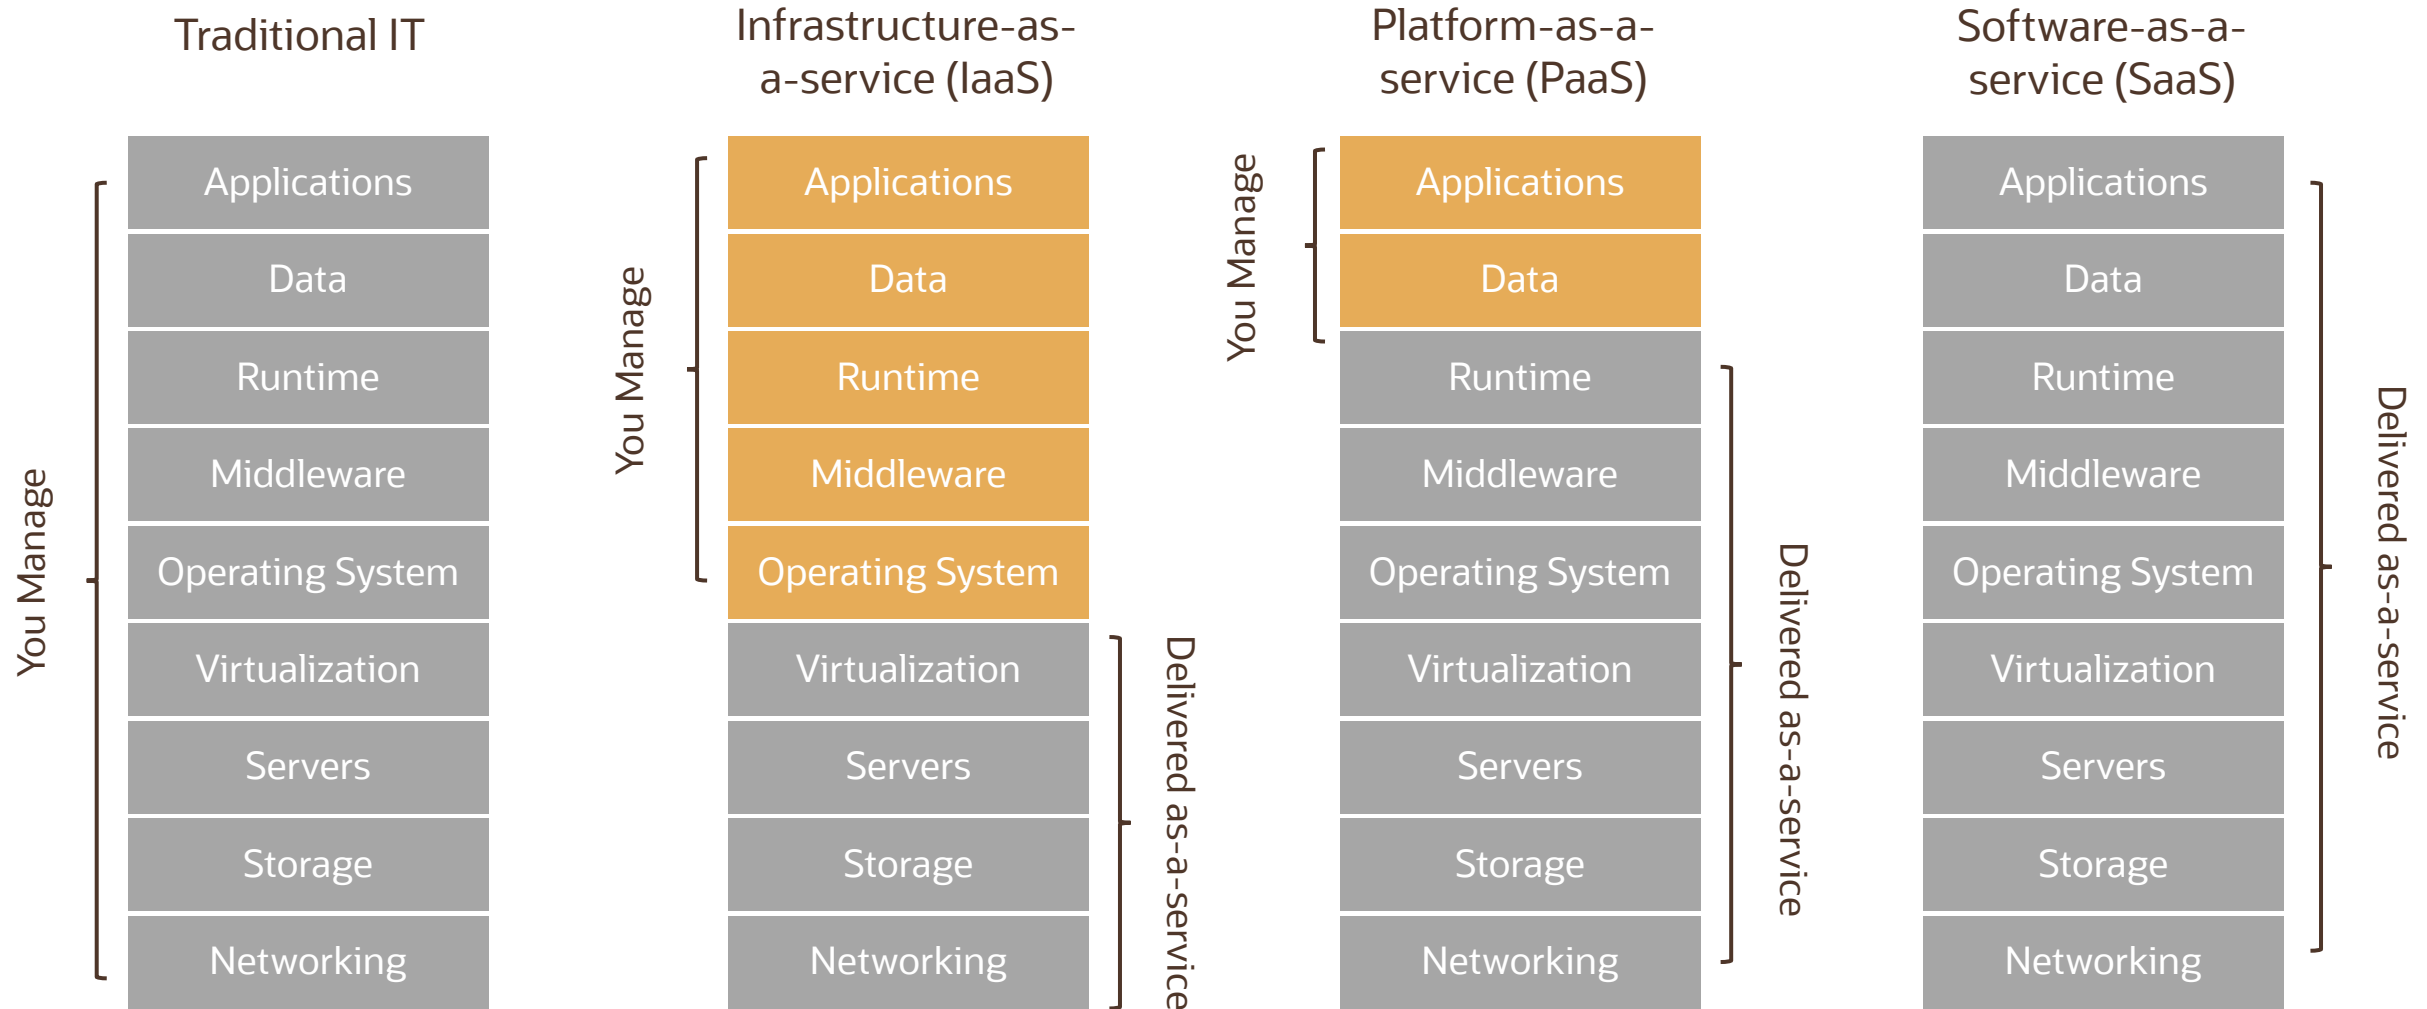 Traditional IT
You Manage
Applications
Data
Runtime
Middleware
Operating System
Virtualization
Servers
Storage
Networking
Infrastructure-as-
a-service (IaaS)
You Manage
Applications
Data
Runtime
Middleware
Operating System
Virtualization
Servers
Storage
Networking
Delivered as-a-service
Platform-as-a-
service (PaaS)
You Manage
Applications
Data
Runtime
Middleware
Operating System
Virtualization
Servers
Storage
Networking
Delivered as-a-service
Software-as-a-
service (SaaS)
Applications
Data
Runtime
Middleware
Operating System
Virtualization
Servers
Storage
Networking
Delivered as-a-service